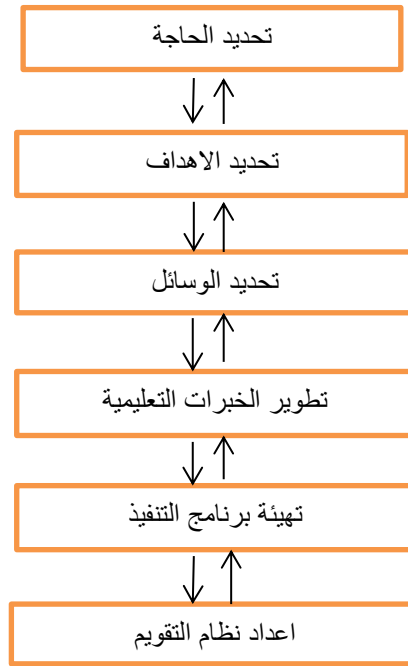 تحديد الحاجة
تحديد الاهداف
تحديد الوسائل
تطوير الخبرات التعليمية
تهيئة برنامج التنفيذ
اعداد نظام التقويم